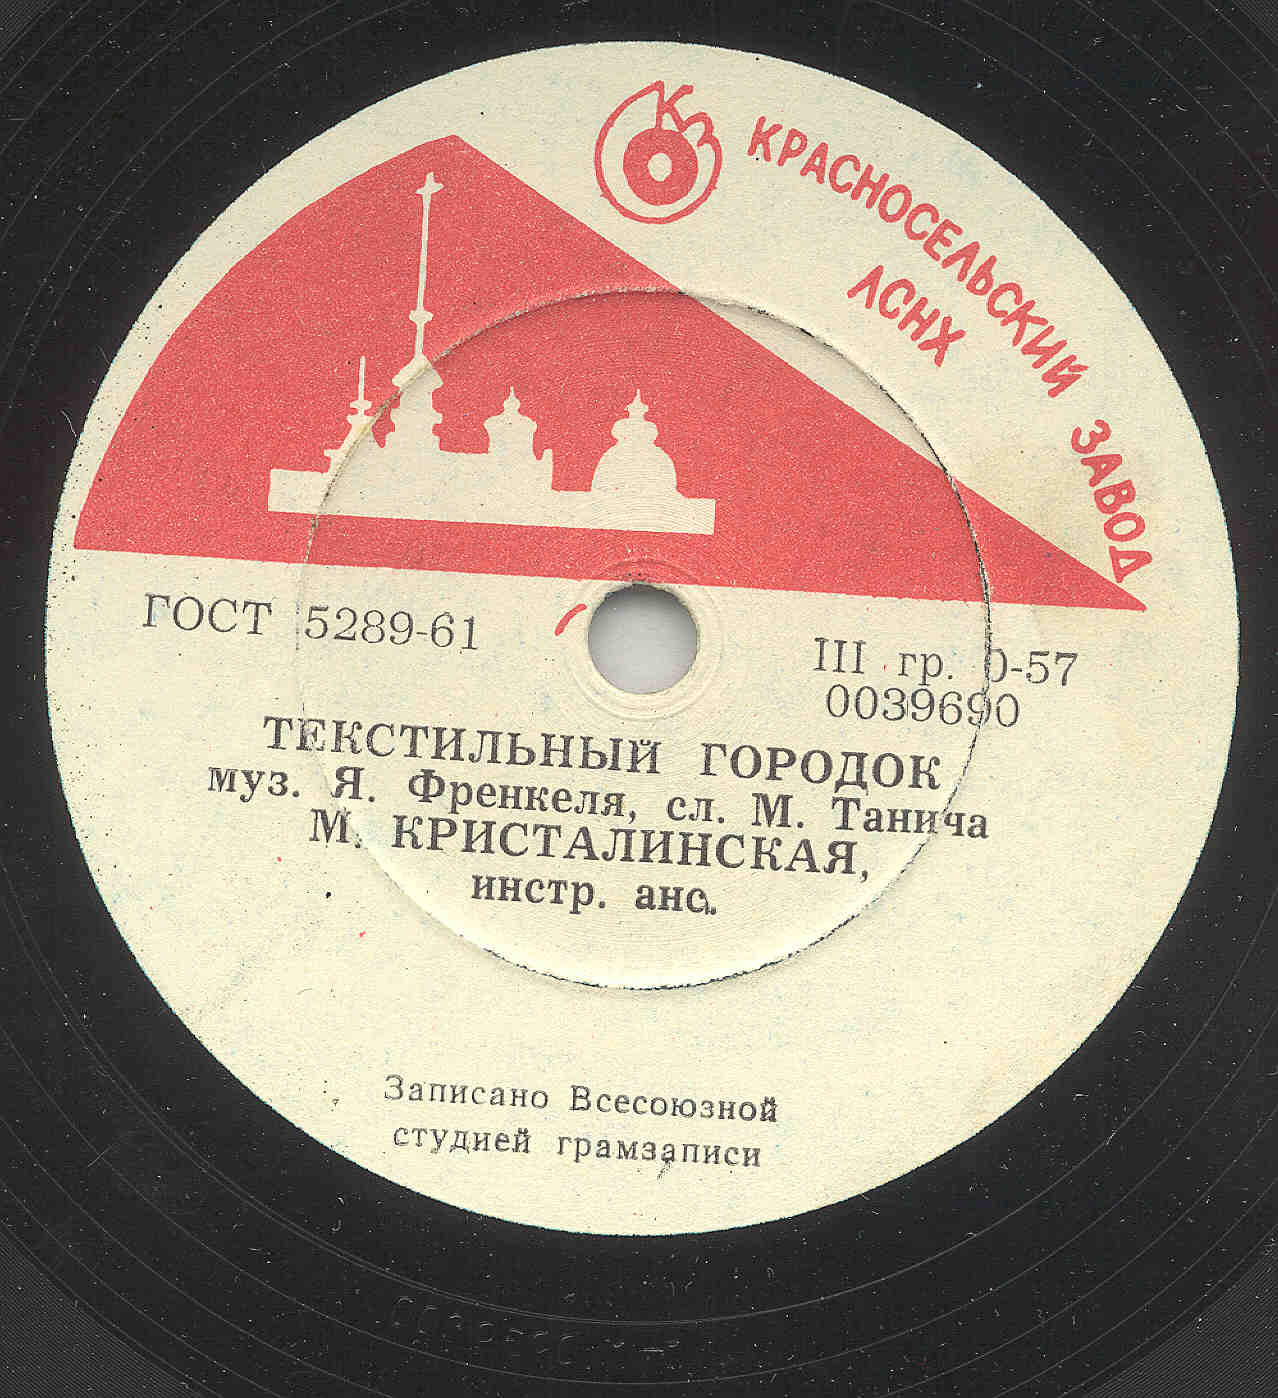 КЗ
КРАСНОСЕЛЬСКИЙ ЗАВОД
ЛСНХ
ГОСТ 5289-61
III гр. 0-57
0039690
ТЕКСТИЛЬНЫЙ ГОРОДОК
муз. Я. Френкеля, сл. М. Танича
М. КРИСТАЛИНСКАЯ,
инстр. анс.
Записано Всесоюзной
студией грамзаписи